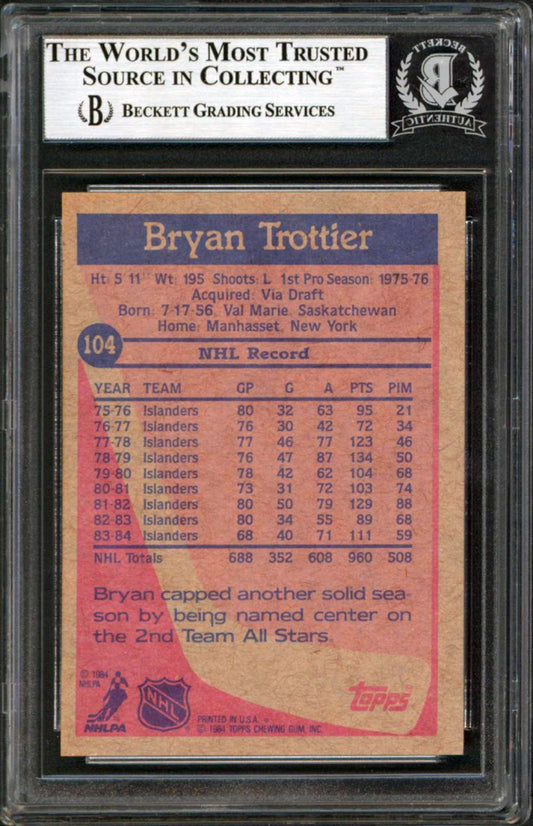 THE WORLD'S MOST TRUSTED
SOURCE IN COLLECTING™
B BECKETT GRADING SERVICES
BECKETT
B
AUTHENTIC
Bryan Trottier
Ht: 5'11" Wt: 195 Shoots: L 1st Pro Season: 1975-76
Acquired: Via Draft
Born: 7-17-56, Val Marie, Saskatchewan
Home: Manhasset, New York
104
NHL Record
YEAR TEAM GP G A PTS PIM
75-76 Islanders 80 32 63 95 21
76-77 Islanders 76 30 42 72 34
77-78 Islanders 77 46 77 123 46
78-79 Islanders 76 47 87 134 50
79-80 Islanders 78 42 62 104 68
80-81 Islanders 73 31 72 103 74
81-82 Islanders 80 50 79 129 88
82-83 Islanders 80 34 55 89 68
83-84 Islanders 68 40 71 111 59
NHL Totals 688 352 608 960 508
Bryan capped another solid sea-
son by being named center on
the 2nd Team All Stars.
© 1984
NHLPA
NHLPA
NHL
topps
PRINTED IN U.S.A.
© 1984 TOPPS CHEWING GUM, INC.